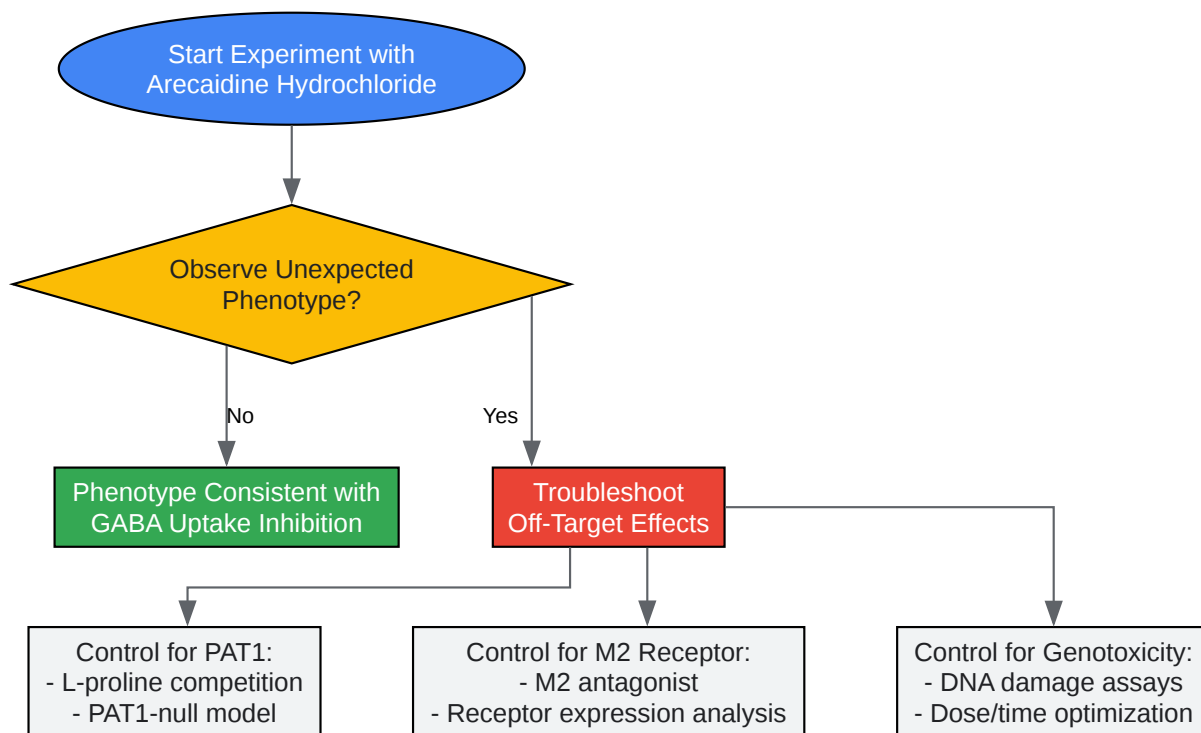 Start Experiment with
Arecaidine Hydrochloride
Observe Unexpected
Phenotype?
No
Yes
Phenotype Consistent with
GABA Uptake Inhibition
Troubleshoot
Off-Target Effects
Control for PAT1:
- L-proline competition
- PAT1-null model
Control for M2 Receptor:
- M2 antagonist
- Receptor expression analysis
Control for Genotoxicity:
- DNA damage assays
- Dose/time optimization